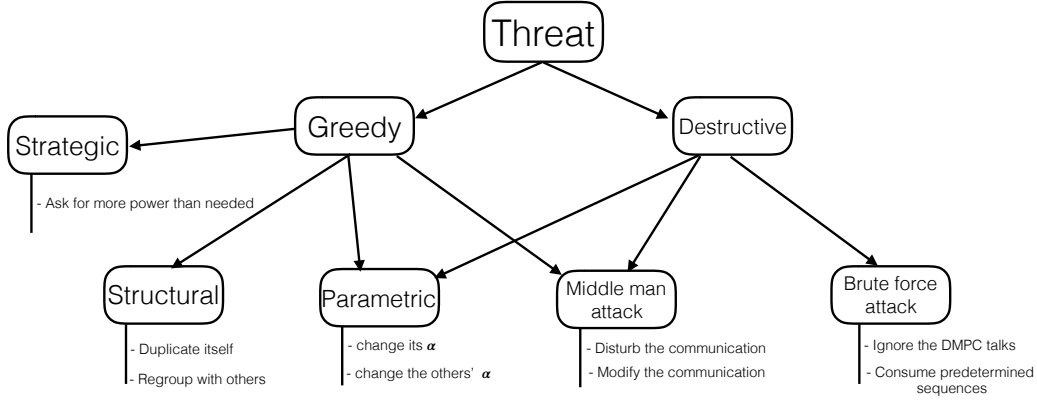 Threat
Greedy
Destructive
Strategic
- Ask for more power than needed
Structural
- Duplicate itself
- Regroup with others
Parametric
- change its α
- change the others' α
Middle man
attack
- Disturb the communication
- Modify the communication
Brute force
attack
- Ignore the DMPC talks
- Consume predetermined
sequences